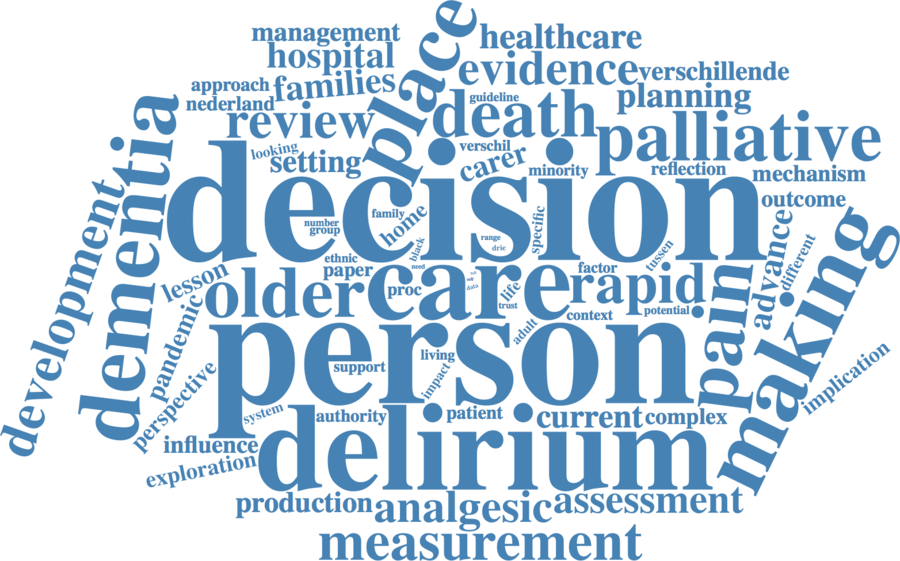 management
healthcare
hospital
place
evidence
verschillende
approach
families
planning
nederland
guideline
review
death
palliative
looking
setting
verschil
carer
minority
reflection
mechanism
dementia
decision
outcome
development
number
group
family
home
range
dric
specific
advance
different
ethnic
paper
black
need
tussen
lesson
older
proc
care
data
life
trust
factor
rapid
potential
pain
making
pandemic
person
adult
context
perspective
support
living
impact
implication
system
authority
patient
current
complex
influence
delirium
exploration
production
analgesic
assessment
measurement